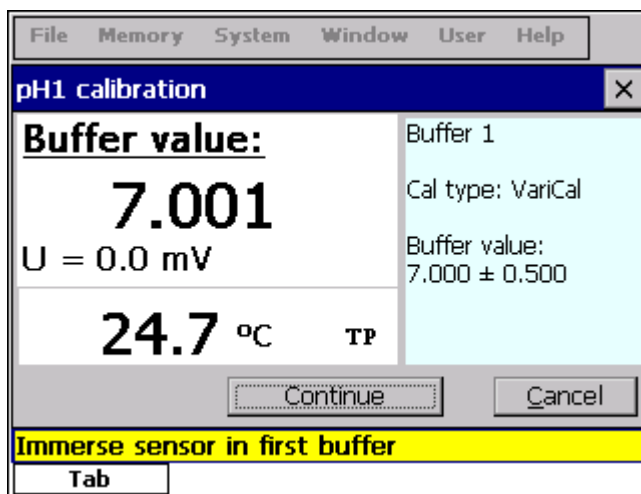 File Memory System Window User Help
pH1 calibration
Buffer value:
7.001
U = 0.0 mV
24.7 ºC TP
Buffer 1
Cal type: VariCal
Buffer value:
7.000 ± 0.500
Continue Cancel
Immerse sensor in first buffer
Tab